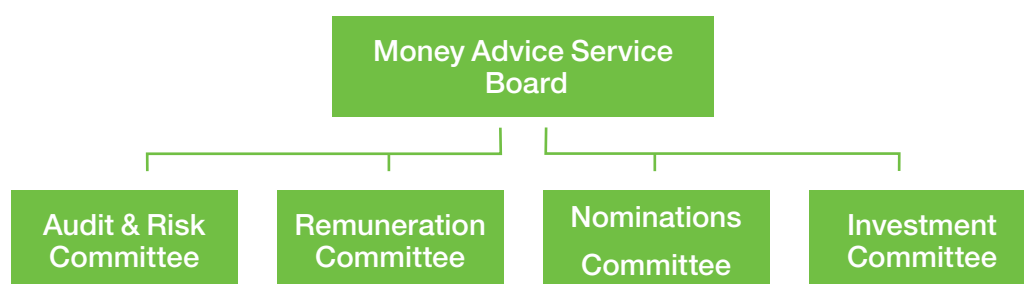 Money Advice Service
Board
Audit & Risk
Committee
Remuneration
Committee
Nominations
Committee
Investment
Committee